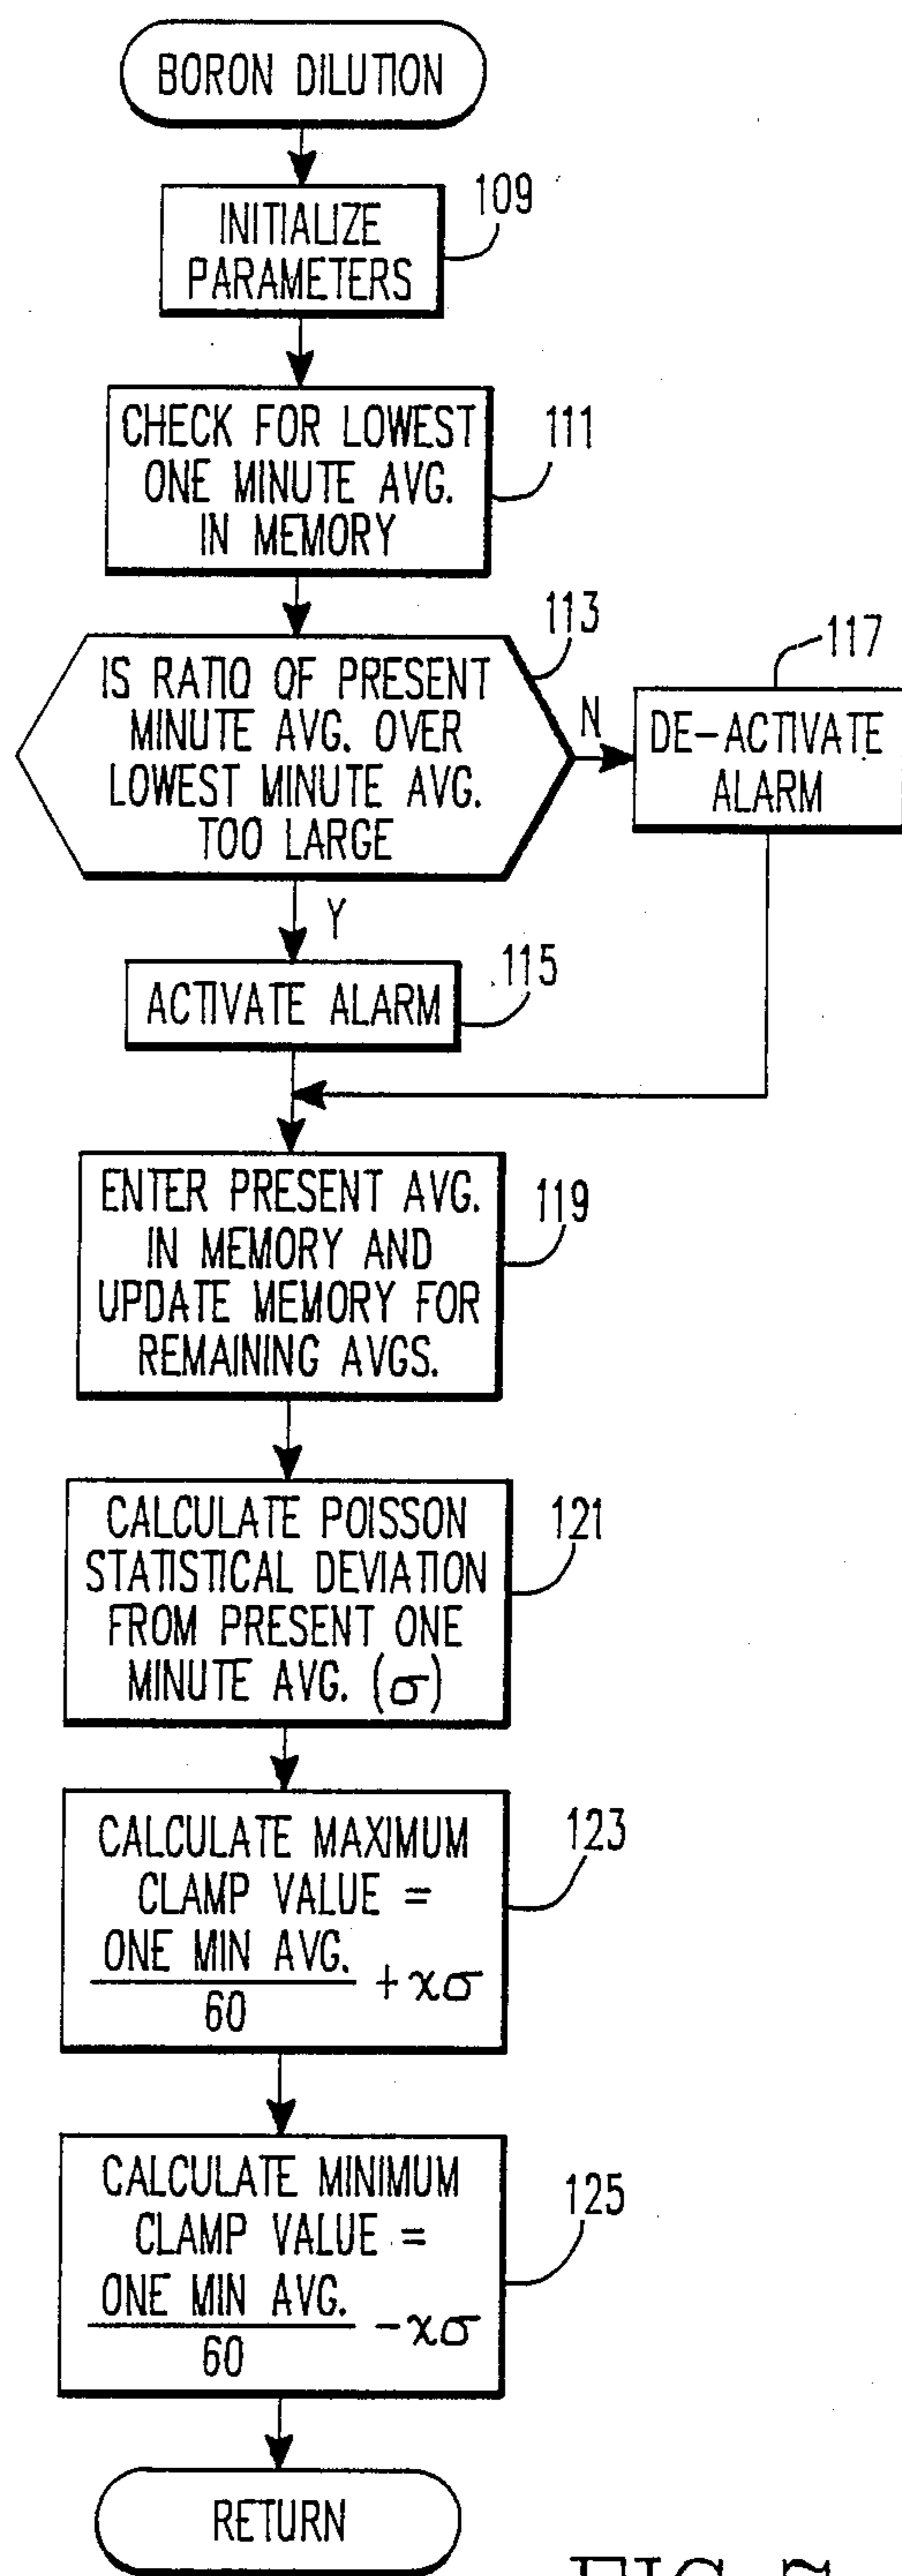 BORON DILUTION
INITIALIZE
PARAMETERS
109
CHECK FOR LOWEST
ONE MINUTE AVG.
IN MEMORY
111
113
IS RATIO OF PRESENT
MINUTE AVG. OVER
LOWEST MINUTE AVG.
TOO LARGE
N
117
DE-ACTIVATE
ALARM
Y
ACTIVATE ALARM
115
ENTER PRESENT AVG.
IN MEMORY AND
UPDATE MEMORY FOR
REMAINING AVGS.
119
CALCULATE POISSON
STATISTICAL DEVIATION
FROM PRESENT ONE
MINUTE AVG. (σ)
121
CALCULATE MAXIMUM
CLAMP VALUE =
ONE MIN AVG.
60
+xσ
123
CALCULATE MINIMUM
CLAMP VALUE =
ONE MIN AVG.
60
-xσ
125
RETURN